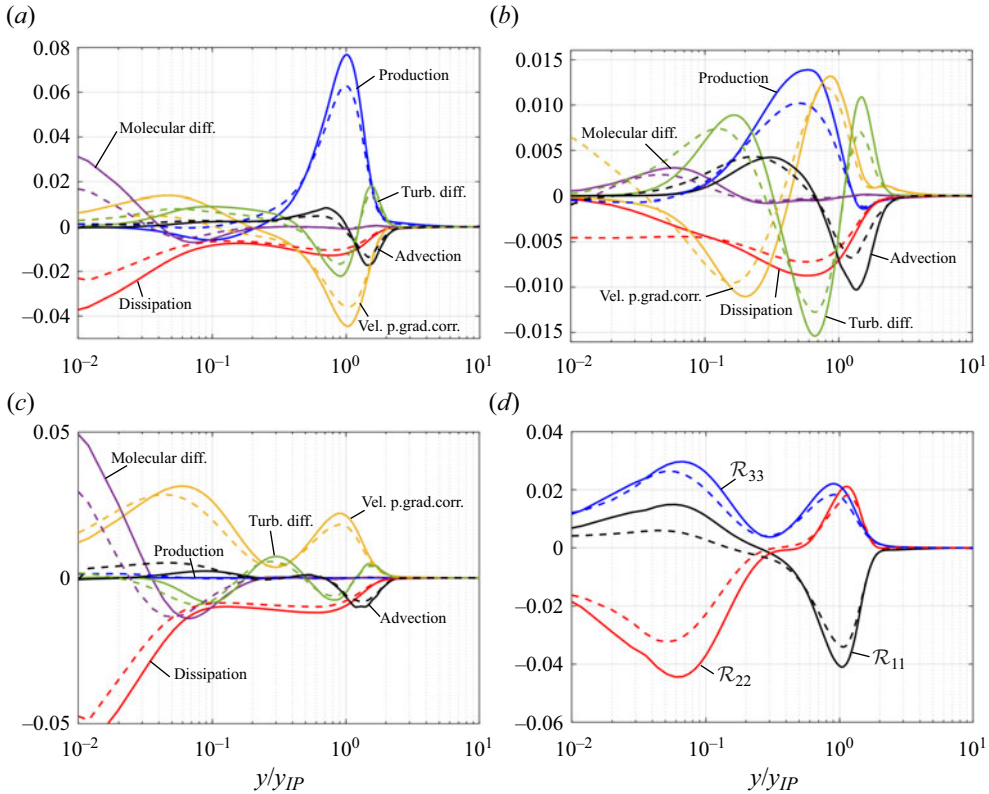 (a)
0.08
0.06
0.04
0.02
0
−0.02
−0.04
Production
Molecular diff.
Turb. diff.
Advection
Dissipation
Vel. p.grad.corr.
10⁻² 10⁻¹ 10⁰ 10¹
(b)
0.015
0.010
0.005
0
−0.005
−0.010
−0.015
Production
Molecular diff.
Advection
Vel. p.grad.corr.
Dissipation
Turb. diff.
10⁻² 10⁻¹ 10⁰ 10¹
(c)
0.05
0
−0.05
Molecular diff.
Vel. p.grad.corr.
Turb. diff.
Production
Advection
Dissipation
10⁻² 10⁻¹ 10⁰ 10¹
y/y_IP
(d)
0.04
0.02
0
−0.02
−0.04
−0.06
ℛ₃₃
ℛ₂₂
ℛ₁₁
10⁻² 10⁻¹ 10⁰ 10¹
y/y_IP